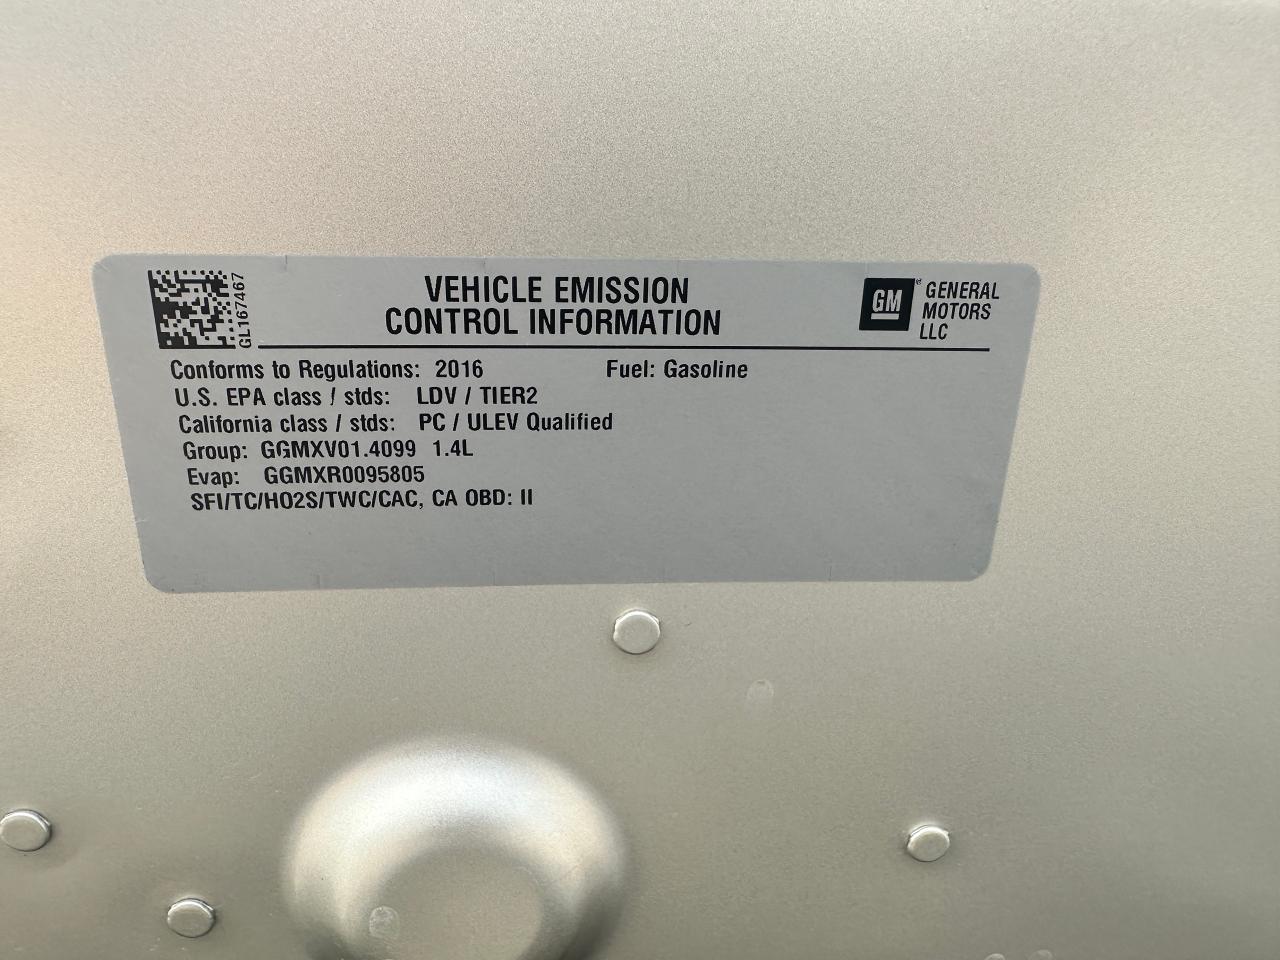 GL167467
VEHICLE EMISSION
CONTROL INFORMATION
GM
GENERAL
MOTORS
LLC
Conforms to Regulations: 2016 Fuel: Gasoline
U.S. EPA class / stds: LDV / TIER2
California class / stds: PC / ULEV Qualified
Group: GGMXV01.4099 1.4L
Evap: GGMXR0095805
SFI/TC/HO2S/TWC/CAC, CA OBD: II